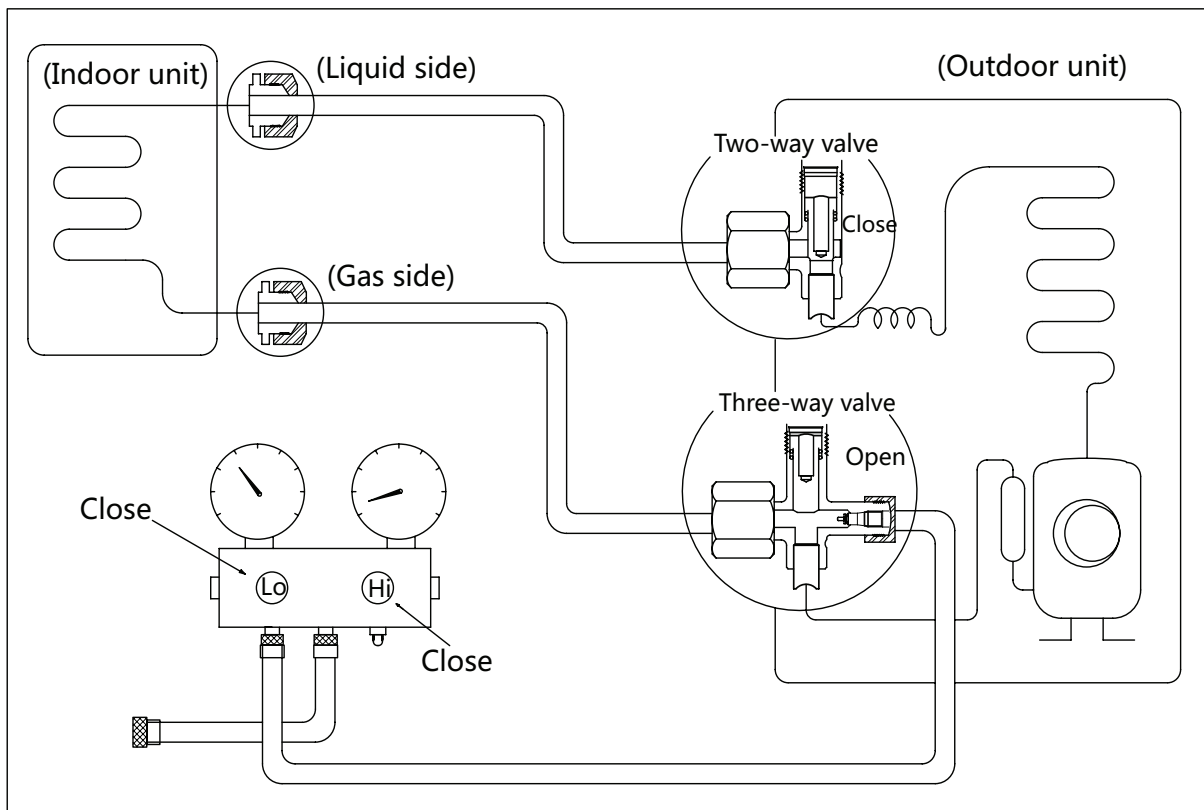 (Indoor unit)
(Liquid side)
(Outdoor unit)
Two-way valve
Close
(Gas side)
Three-way valve
Open
Close
Lo
Hi
Close